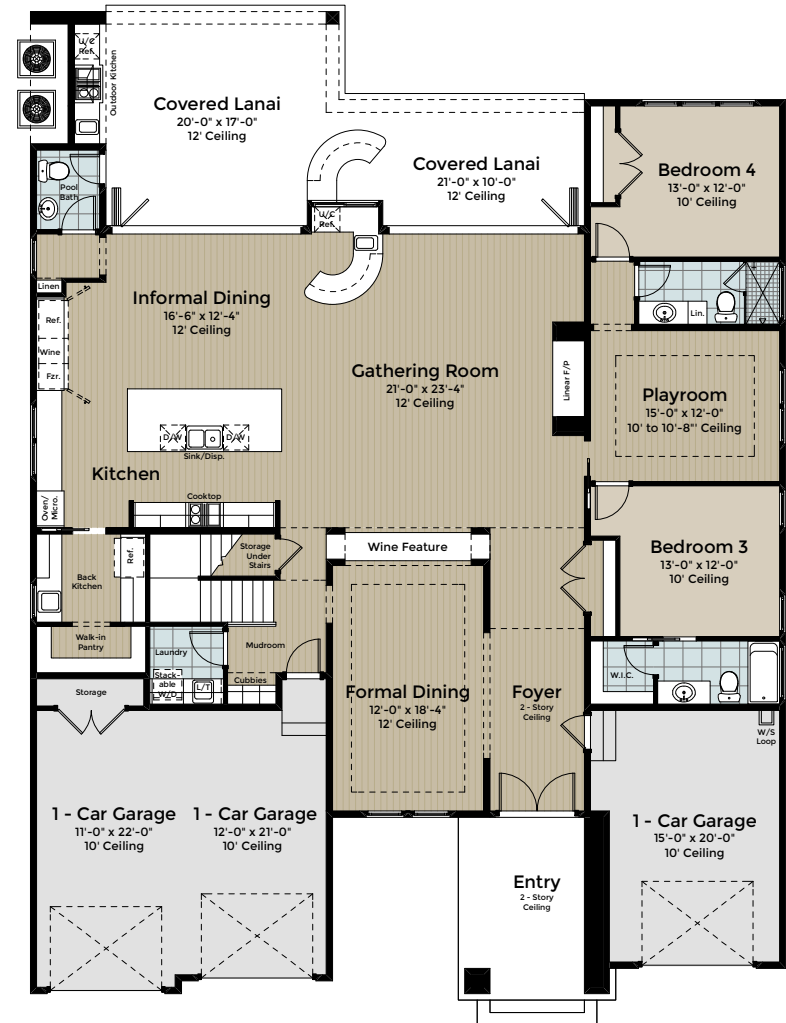 U/C
Ref.
Outdoor Kitchen
Covered Lanai
20'-0" x 17'-0"
12' Ceiling
Covered Lanai
21'-0" x 10'-0"
12' Ceiling
Bedroom 4
13'-0" x 12'-0"
10' Ceiling
Pool
Bath
U/C
Ref.
Linen
Informal Dining
16'-6" x 12'-4"
12' Ceiling
Lin.
Ref.
Wine
Fzr.
Gathering Room
21'-0" x 23'-4"
12' Ceiling
Linear F/P
Playroom
15'-0" x 12'-0"
10' to 10'-8"' Ceiling
D/W
D/W
Sink/Disp.
Kitchen
Cooktop
Oven/
Micro.
Wine Feature
Storage
Under
Stairs
Ref.
Back
Kitchen
Bedroom 3
13'-0" x 12'-0"
10' Ceiling
Walk-in
Pantry
Laundry
Mudroom
Stack-
able
W/D
L/T
Cubbies
W.I.C.
Storage
Formal Dining
12'-0" x 18'-4"
12' Ceiling
Foyer
2 - Story
Ceiling
W/S
Loop
1 - Car Garage
11'-0" x 22'-0"
10' Ceiling
1 - Car Garage
12'-0" x 21'-0"
10' Ceiling
1 - Car Garage
15'-0" x 20'-0"
10' Ceiling
Entry
2 - Story
Ceiling